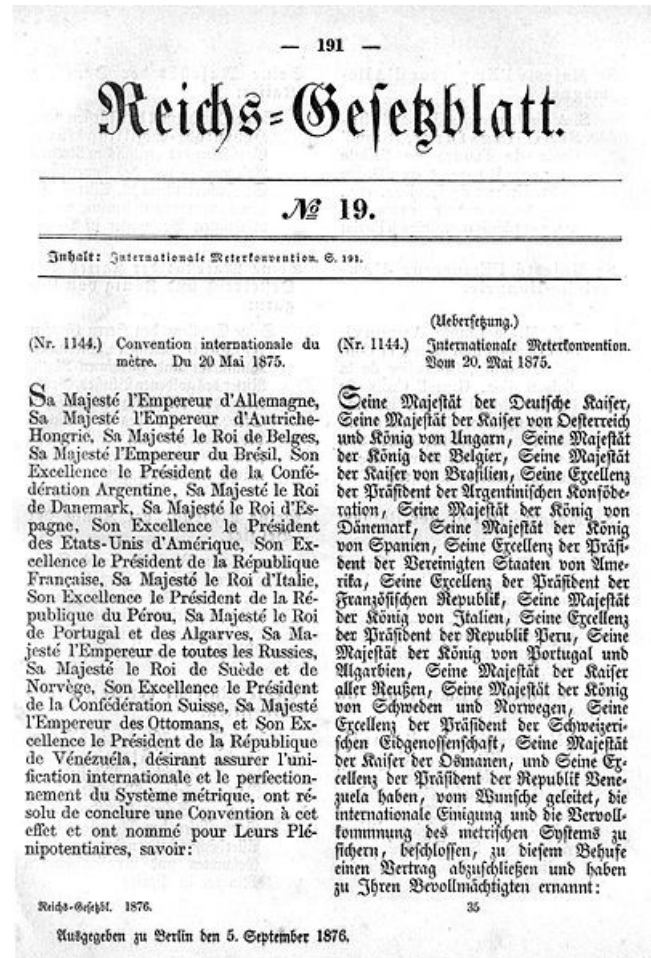 — 191 —
Reichs-Gesetzblatt.
№ 19.
Inhalt: Internationale Meterkonvention. S. 191.
(Nr. 1144.) Convention internationale du
mètre. Du 20 Mai 1875.
Sa Majesté l'Empereur d'Allemagne,
Sa Majesté l'Empereur d'Autriche-
Hongrie, Sa Majesté le Roi de Belges,
Sa Majesté l'Empereur du Brésil, Son
Excellence le Président de la Confé-
dération Argentine, Sa Majesté le Roi
de Danemark, Sa Majesté le Roi d'Es-
pagne, Son Excellence le Président
des Etats-Unis d'Amérique, Son Ex-
cellence le Président de la République
Française, Sa Majesté le Roi d'Italie,
Son Excellence le Président de la Ré-
publique du Pérou, Sa Majesté le Roi
de Portugal et des Algarves, Sa Ma-
jesté l'Empereur de toutes les Russies,
Sa Majesté le Roi de Suède et de
Norvège, Son Excellence le Président
de la Confédération Suisse, Sa Majesté
l'Empereur des Ottomans, et Son Ex-
cellence le Président de la République
de Vénézuéla, désirant assurer l'uni-
fication internationale et le perfection-
nement du Système métrique, ont ré-
solu de conclure une Convention à cet
effet et ont nommé pour Leurs Plé-
nipotentiaires, savoir:
(Uebersetzung.)
(Nr. 1144.) Internationale Meterkonvention.
Vom 20. Mai 1875.
Seine Majestät der Deutsche Kaiser,
Seine Majestät der Kaiser von Oesterreich
und König von Ungarn, Seine Majestät
der König der Belgier, Seine Majestät
der Kaiser von Brasilien, Seine Excellenz
der Präsident der Argentinischen Konföde-
ration, Seine Majestät der König von
Dänemark, Seine Majestät der König
von Spanien, Seine Excellenz der Präsi-
dent der Vereinigten Staaten von Ame-
rika, Seine Excellenz der Präsident der
Französischen Republik, Seine Majestät
der König von Italien, Seine Excellenz
der Präsident der Republik Peru, Seine
Majestät der König von Portugal und
Algarbien, Seine Majestät der Kaiser
aller Reußen, Seine Majestät der König
von Schweden und Norwegen, Seine
Excellenz der Präsident der Schweizeri-
schen Eidgenossenschaft, Seine Majestät
der Kaiser der Osmanen, und Seine Ex-
cellenz der Präsident der Republik Vene-
zuela haben, vom Wunsche geleitet, die
internationale Einigung und die Vervoll-
kommnung des metrischen Systems zu
sichern, beschlossen, zu diesem Behufe
einen Vertrag abzuschließen und haben
zu Ihren Bevollmächtigten ernannt:
Reichs-Gesetzbl. 1876.
35
Ausgegeben zu Berlin den 5. September 1876.